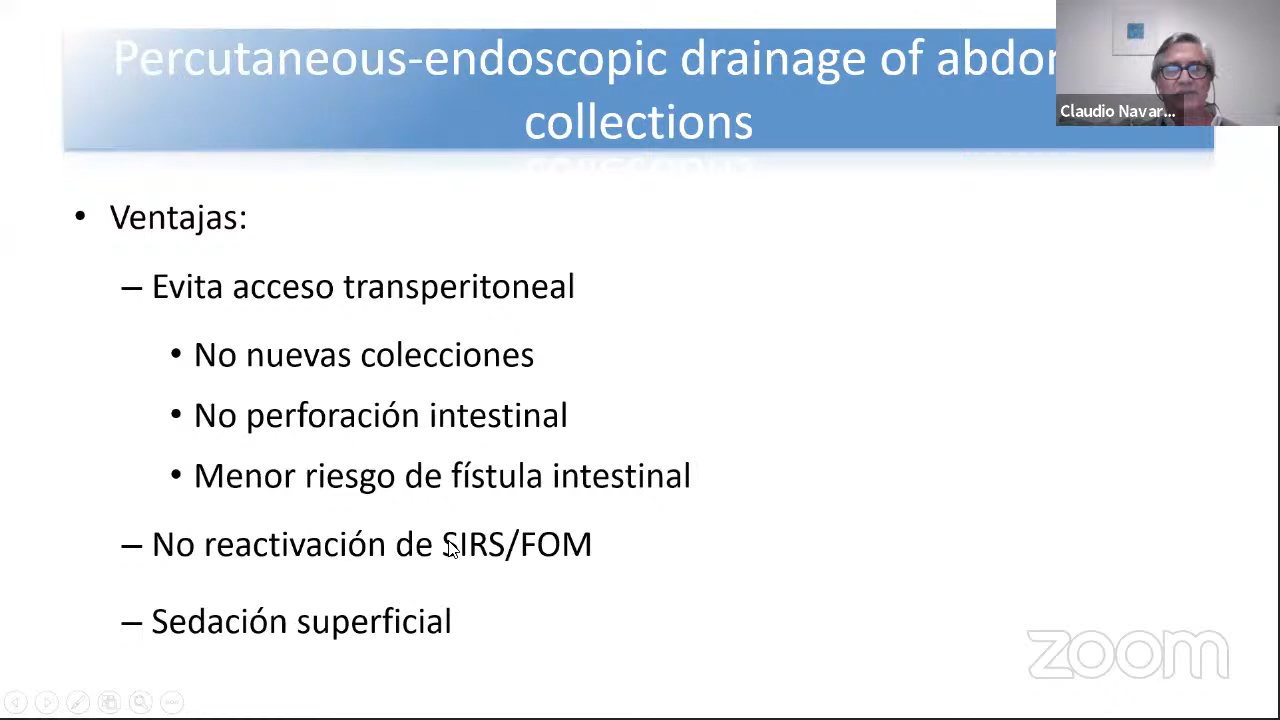 Percutaneous-endoscopic drainage of
collections
Claudio Navar...
• Ventajas:
– Evita acceso transperitoneal
• No nuevas colecciones
• No perforación intestinal
• Menor riesgo de fístula intestinal
– No reactivación de SIRS/FOM
– Sedación superficial
zoom